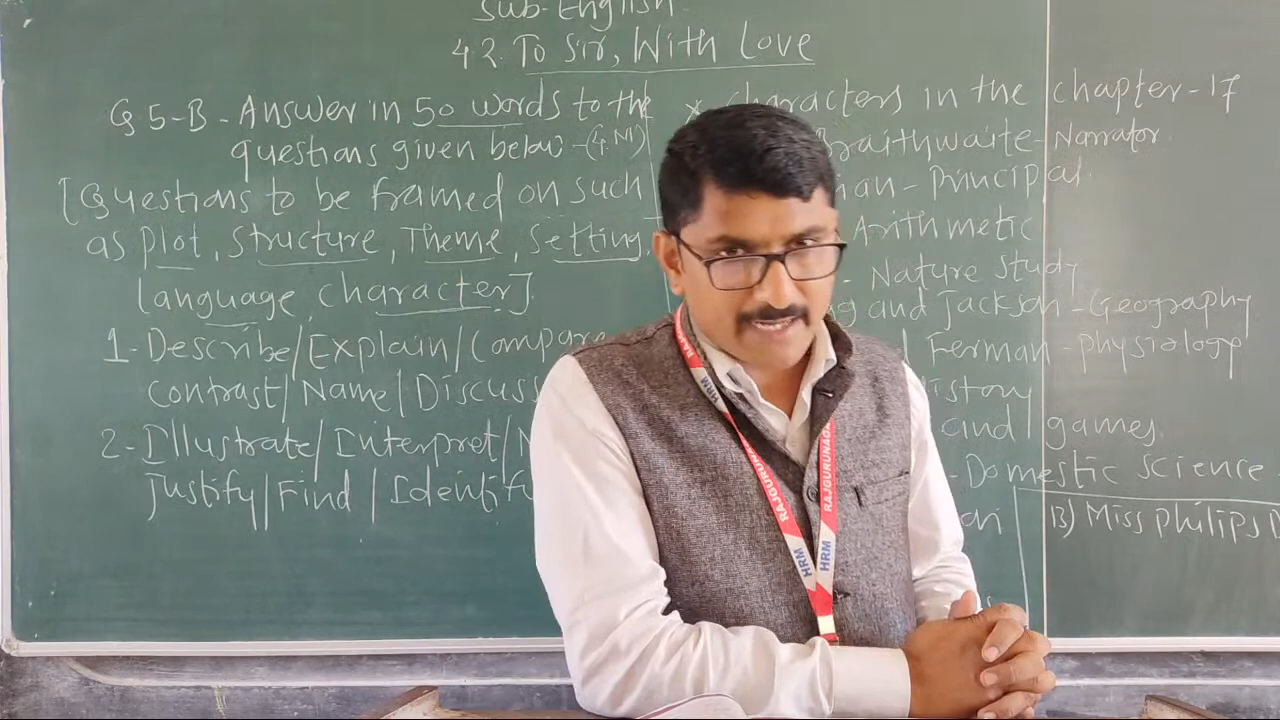 Sub-English
4.2. To Sir, With Love
Q 5-B - Answer in 50 words to the
questions given below -(4. M)
[Questions to be framed on such
as Plot, Structure, Theme, Setting,
language, character]
1- Describe/Explain/Compare
contrast/Name/Discuss
2- Illustrate/Interpret/
Justify/Find/Identify
x characters in the chapter-17
Braithwaite-Narrator
- Principal
Arithmetic
- Nature Study
and Jackson-Geography
Ferman-physiology
and games
-Domestic Science
13) Miss Philips
RAJGURUNAGA
HRM
HRM